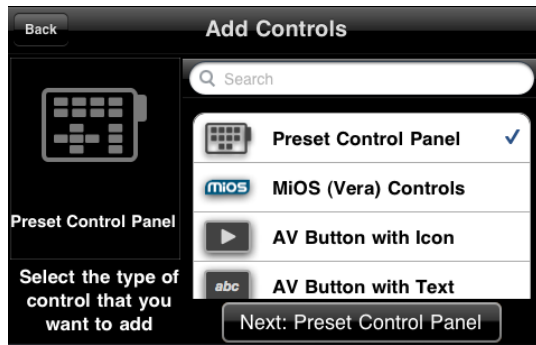 Back
Add Controls
Search
Preset Control Panel
mios
MiOS (Vera) Controls
AV Button with Icon
abc
AV Button with Text
Preset Control Panel
Select the type of
control that you
want to add
Next: Preset Control Panel